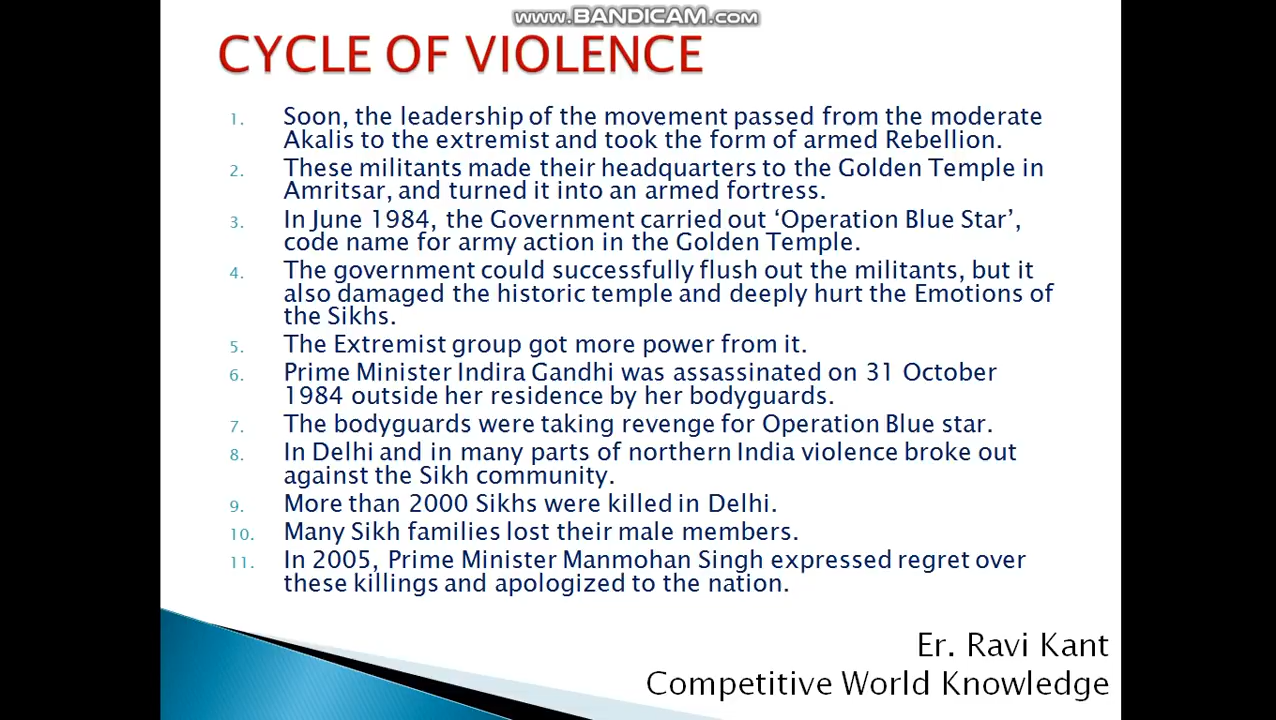 www.BANDICAM.com
CYCLE OF VIOLENCE
1. Soon, the leadership of the movement passed from the moderate
Akalis to the extremist and took the form of armed Rebellion.
2. These militants made their headquarters to the Golden Temple in
Amritsar, and turned it into an armed fortress.
3. In June 1984, the Government carried out ‘Operation Blue Star’,
code name for army action in the Golden Temple.
4. The government could successfully flush out the militants, but it
also damaged the historic temple and deeply hurt the Emotions of
the Sikhs.
5. The Extremist group got more power from it.
6. Prime Minister Indira Gandhi was assassinated on 31 October
1984 outside her residence by her bodyguards.
7. The bodyguards were taking revenge for Operation Blue star.
8. In Delhi and in many parts of northern India violence broke out
against the Sikh community.
9. More than 2000 Sikhs were killed in Delhi.
10. Many Sikh families lost their male members.
11. In 2005, Prime Minister Manmohan Singh expressed regret over
these killings and apologized to the nation.
Er. Ravi Kant
Competitive World Knowledge